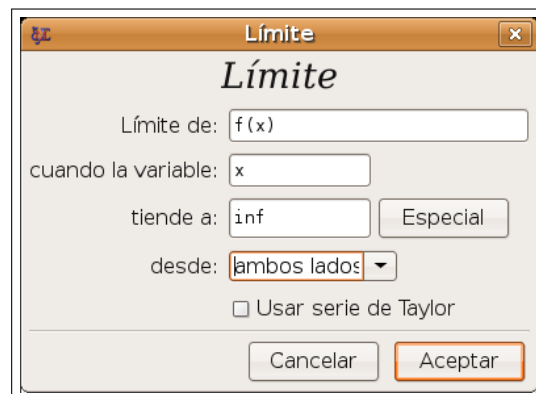 Límite
Límite
Límite de: f(x)
cuando la variable: x
tiende a: inf Especial
desde: ambos lados
Usar serie de Taylor
Cancelar Aceptar